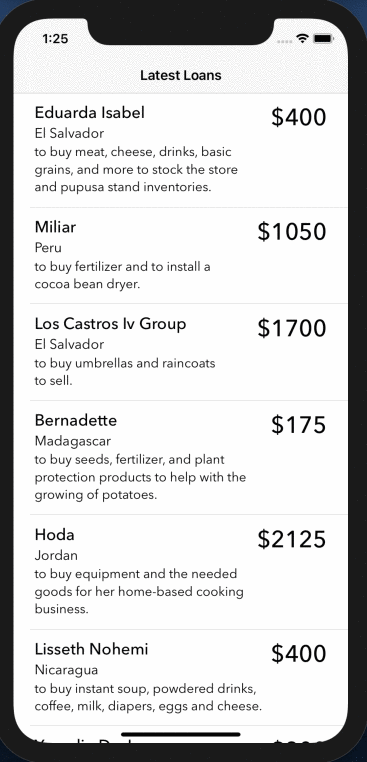 1:25
Latest Loans
Eduarda Isabel
$400
El Salvador
to buy meat, cheese, drinks, basic
grains, and more to stock the store
and pupusa stand inventories.
Miliar
$1050
Peru
to buy fertilizer and to install a
cocoa bean dryer.
Los Castros Iv Group
$1700
El Salvador
to buy umbrellas and raincoats
to sell.
Bernadette
$175
Madagascar
to buy seeds, fertilizer, and plant
protection products to help with the
growing of potatoes.
Hoda
$2125
Jordan
to buy equipment and the needed
goods for her home-based cooking
business.
Lisseth Nohemi
$400
Nicaragua
to buy instant soup, powdered drinks,
coffee, milk, diapers, eggs and cheese.